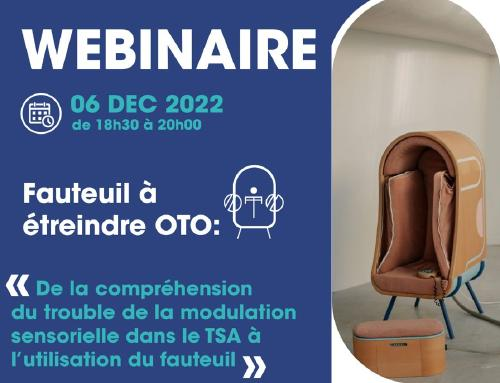 WEBINAIRE
06 DEC 2022
de 18h30 à 20h00
Fauteuil à
étreindre OTO:
« De la compréhension
du trouble de la modulation
sensorielle dans le TSA à
l'utilisation du fauteuil »